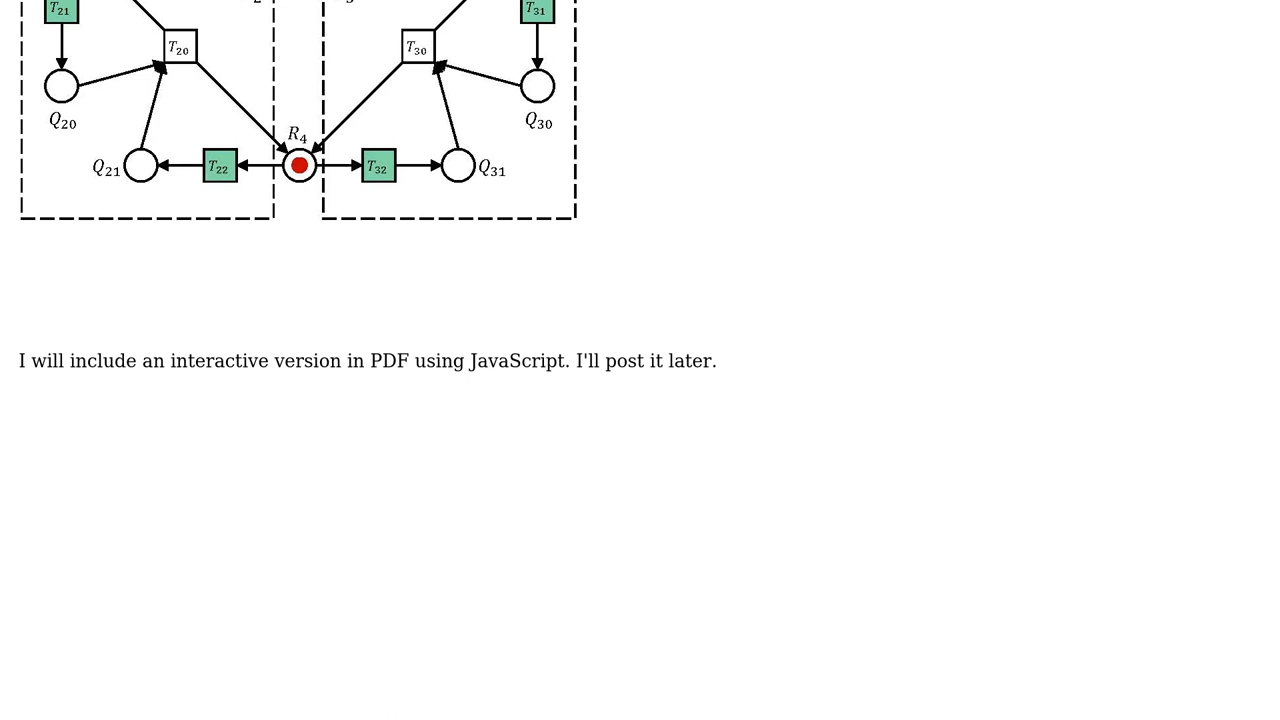 T21 T31
T20 T30
Q20 Q30
R4
Q21 T22 T32 Q31
I will include an interactive version in PDF using JavaScript. I'll post it later.